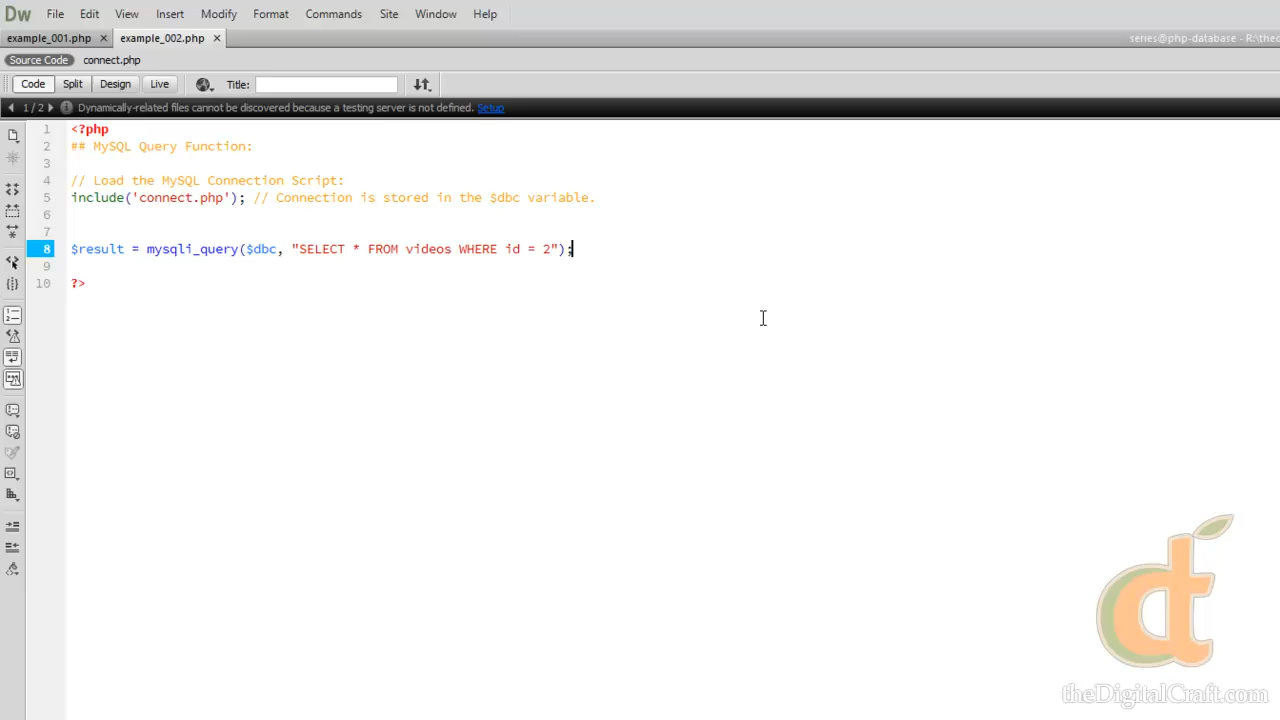 Dw File Edit View Insert Modify Format Commands Site Window Help
example_001.php × example_002.php ×
series@php-database - R:\thec
Source Code connect.php
Code Split Design Live Title:
1 / 2 Dynamically-related files cannot be discovered because a testing server is not defined. Setup
1 <?php
2 ## MySQL Query Function:
3
4 // Load the MySQL Connection Script:
5 include('connect.php'); // Connection is stored in the $dbc variable.
6
7
8 $result = mysqli_query($dbc, "SELECT * FROM videos WHERE id = 2");
9
10 ?>
dt
theDigitalCraft.com